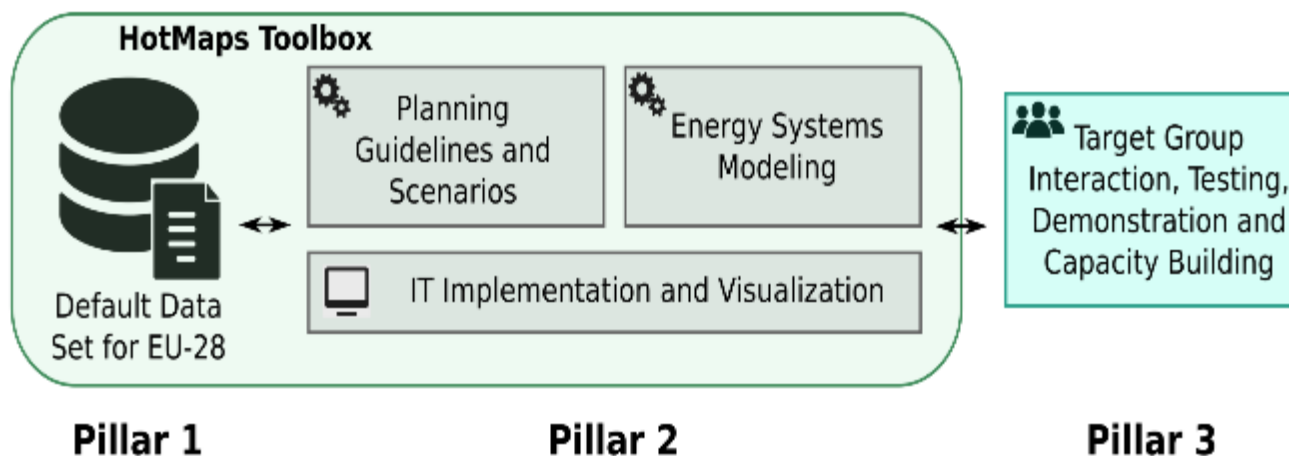 HotMaps Toolbox
Default Data
Set for EU-28
Planning
Guidelines and
Scenarios
Energy Systems
Modeling
IT Implementation and Visualization
Target Group
Interaction, Testing,
Demonstration and
Capacity Building
Pillar 1
Pillar 2
Pillar 3